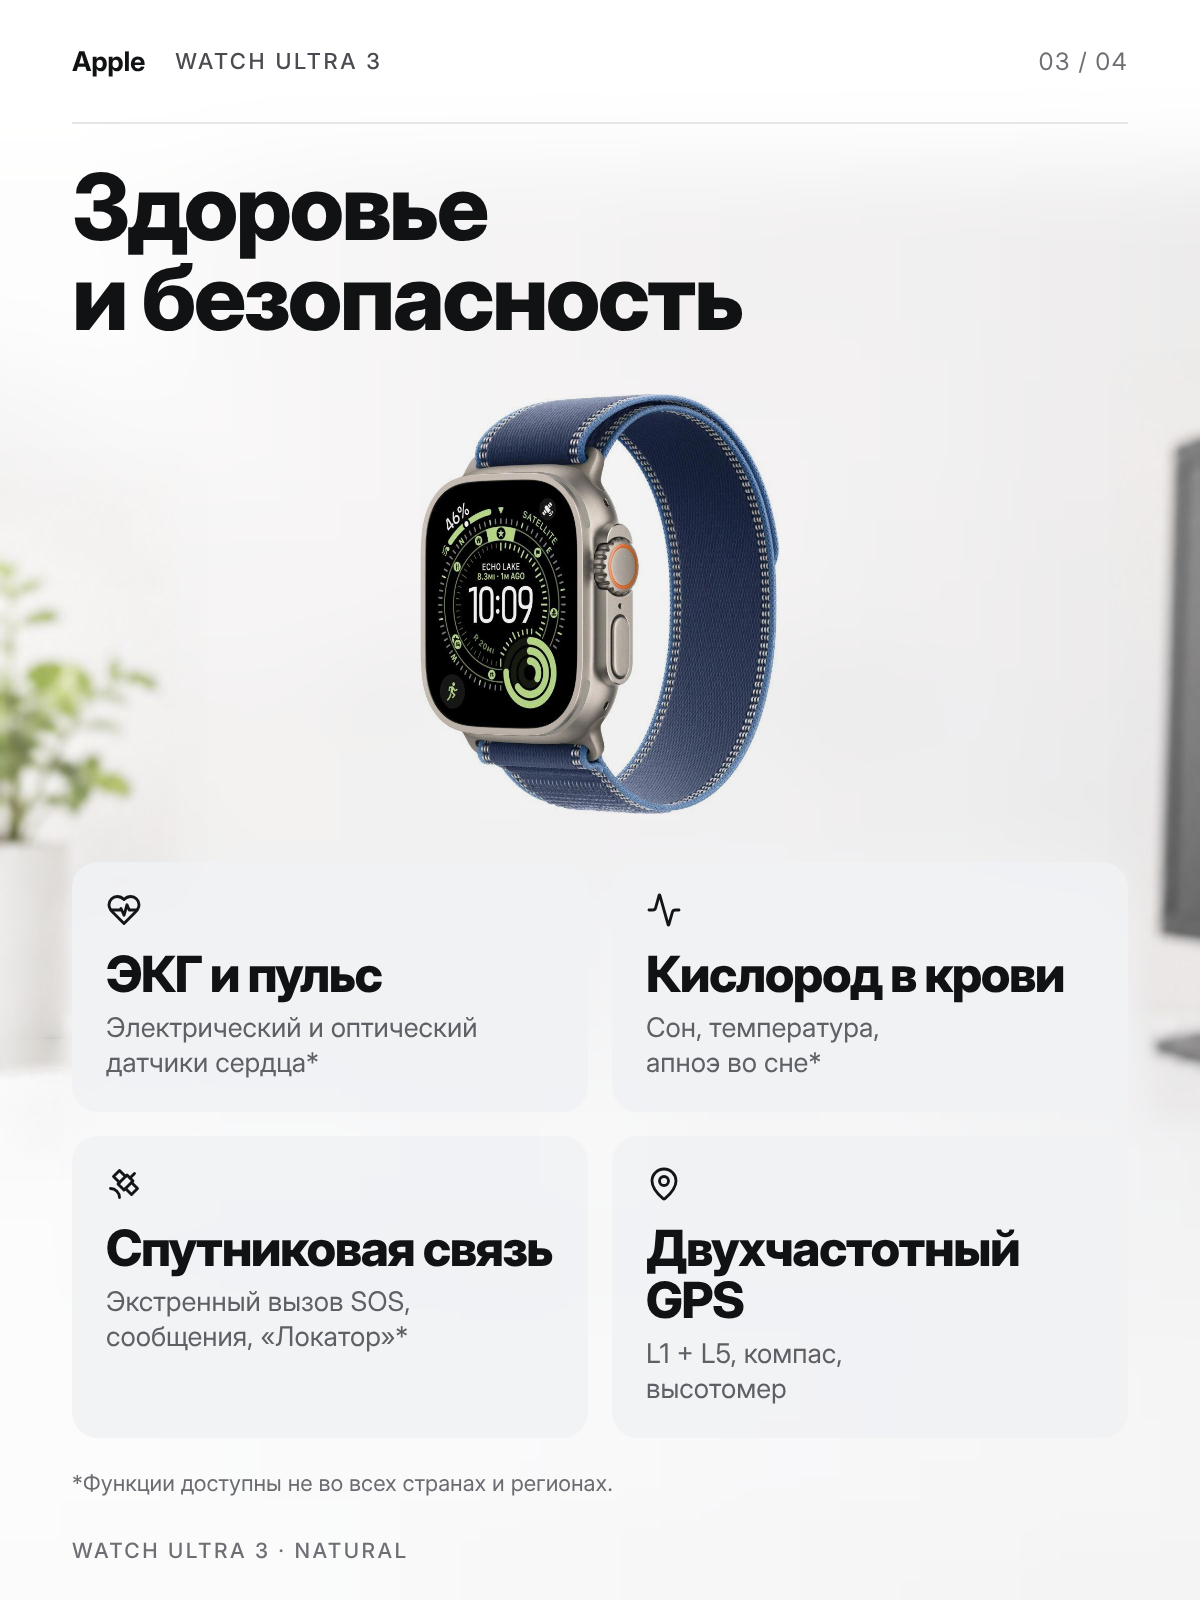 Apple WATCH ULTRA 3 03 / 04
Здоровье
и безопасность
46%
SATELLITE
ECHO LAKE
8.3MI · 1M AGO
10:09
R 20MI
ЭКГ и пульс
Электрический и оптический
датчики сердца*
Кислород в крови
Сон, температура,
апноэ во сне*
Спутниковая связь
Экстренный вызов SOS,
сообщения, «Локатор»*
Двухчастотный
GPS
L1 + L5, компас,
высотомер
*Функции доступны не во всех странах и регионах.
WATCH ULTRA 3 · NATURAL